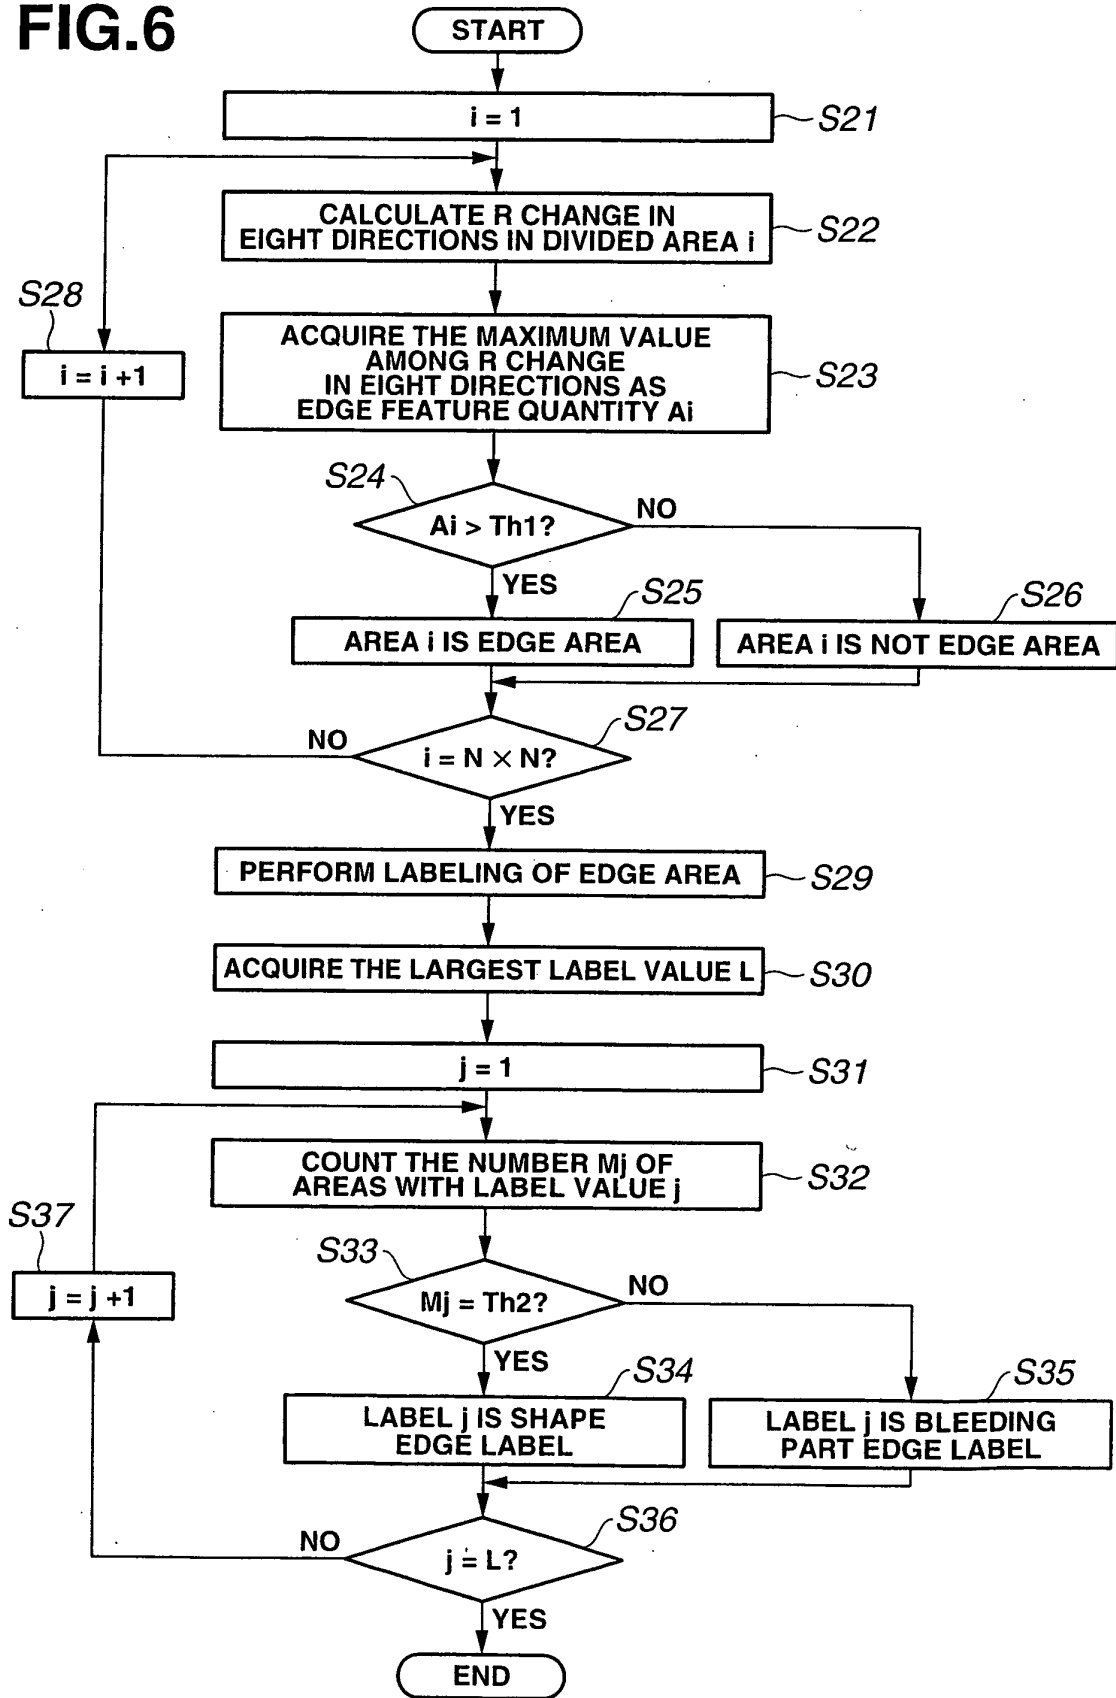 FIG.6
START
i = 1
S21
CALCULATE R CHANGE IN
EIGHT DIRECTIONS IN DIVIDED AREA i
S22
S28
i = i +1
ACQUIRE THE MAXIMUM VALUE
AMONG R CHANGE
IN EIGHT DIRECTIONS AS
EDGE FEATURE QUANTITY Ai
S23
S24
Ai > Th1?
NO
YES
S25
AREA i IS EDGE AREA
S26
AREA i IS NOT EDGE AREA
S27
NO
i = N × N?
YES
PERFORM LABELING OF EDGE AREA
S29
ACQUIRE THE LARGEST LABEL VALUE L
S30
j = 1
S31
COUNT THE NUMBER Mj OF
AREAS WITH LABEL VALUE j
S32
S37
j = j +1
S33
Mj = Th2?
NO
YES
S34
LABEL j IS SHAPE
EDGE LABEL
S35
LABEL j IS BLEEDING
PART EDGE LABEL
S36
NO
j = L?
YES
END